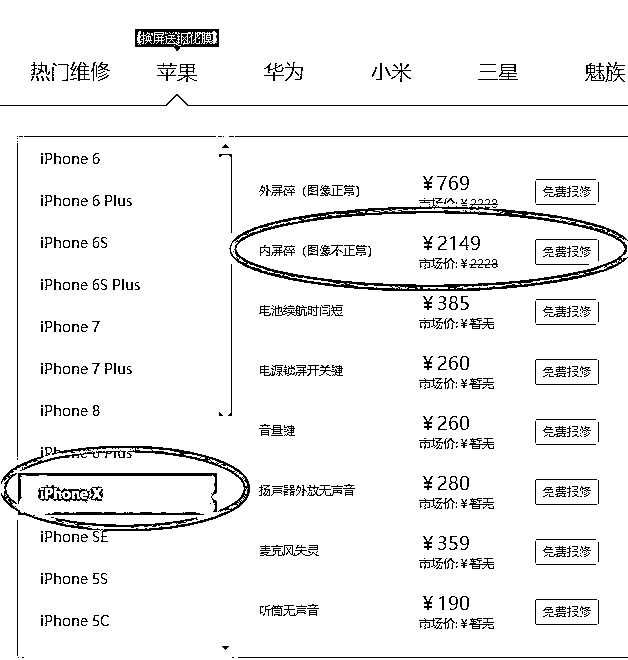 换屏送钢化膜
热门维修 苹果 华为 小米 三星 魅族
iPhone 6
iPhone 6 Plus
iPhone 6S
iPhone 6S Plus
iPhone 7
iPhone 7 Plus
iPhone 8
iPhone 8 Plus
iPhone X
iPhone SE
iPhone 5S
iPhone 5C
外屏碎（图像正常） ￥769 免费报修
市场价:￥2228
内屏碎（图像不正常） ￥2149 免费报修
市场价:￥2228
电池续航时间短 ￥385 免费报修
市场价:￥暂无
电源锁屏开关键 ￥260 免费报修
市场价:￥暂无
音量键 ￥260 免费报修
市场价:￥暂无
扬声器外放无声音 ￥280 免费报修
市场价:￥暂无
麦克风失灵 ￥359 免费报修
市场价:￥暂无
听筒无声音 ￥190 免费报修
市场价:￥暂无